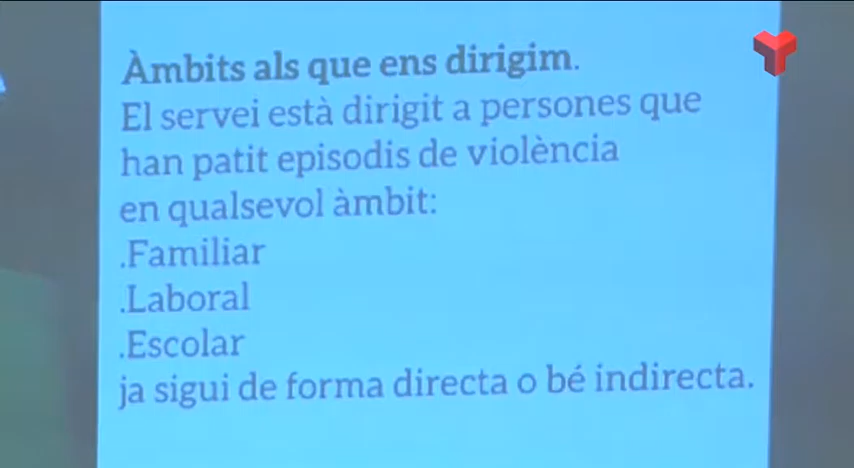 Àmbits als que ens dirigim.
El servei està dirigit a persones que
han patit episodis de violència
en qualsevol àmbit:
.Familiar
.Laboral
.Escolar
ja sigui de forma directa o bé indirecta.